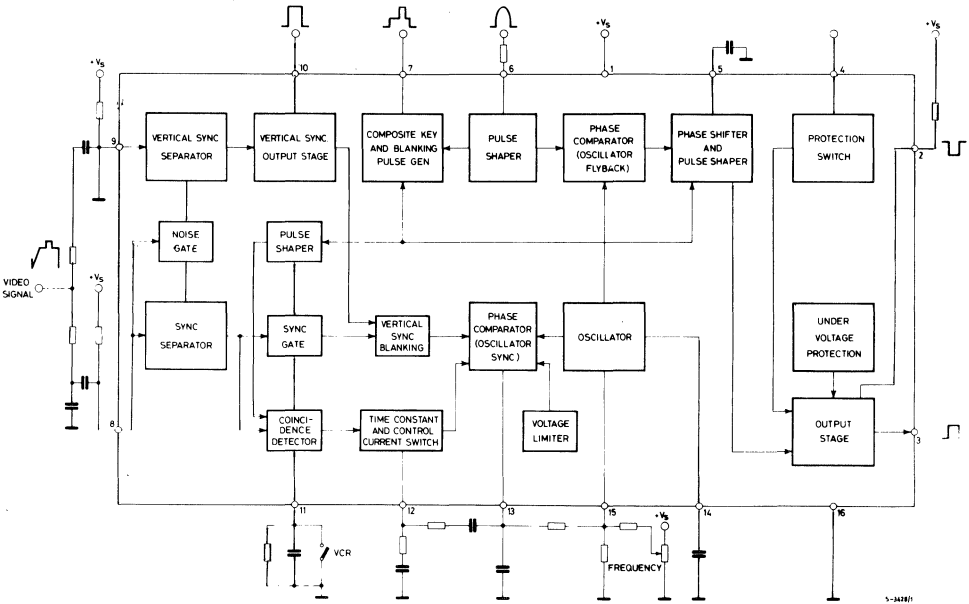 +Vs
+Vs
10
7
6
1
5
4
+Vs
9
VERTICAL SYNC
SEPARATOR
VERTICAL SYNC.
OUTPUT STAGE
COMPOSITE KEY
AND BLANKING
PULSE GEN
PULSE
SHAPER
PHASE
COMPARATOR
(OSCILLATOR
FLYBACK)
PHASE SHIFTER
AND
PULSE SHAPER
PROTECTION
SWITCH
2
NOISE
GATE
PULSE
SHAPER
VIDEO
SIGNAL
+Vs
SYNC
SEPARATOR
SYNC
GATE
VERTICAL
SYNC
BLANKING
PHASE
COMPARATOR
(OSCILLATOR
SYNC)
OSCILLATOR
UNDER
VOLTAGE
PROTECTION
8
COINCI-
DENCE
DETECTOR
TIME CONSTANT
AND CONTROL
CURRENT SWITCH
VOLTAGE
LIMITER
OUTPUT
STAGE
3
11
12
13
15
14
16
VCR
+Vs
FREQUENCY
5-3428/1